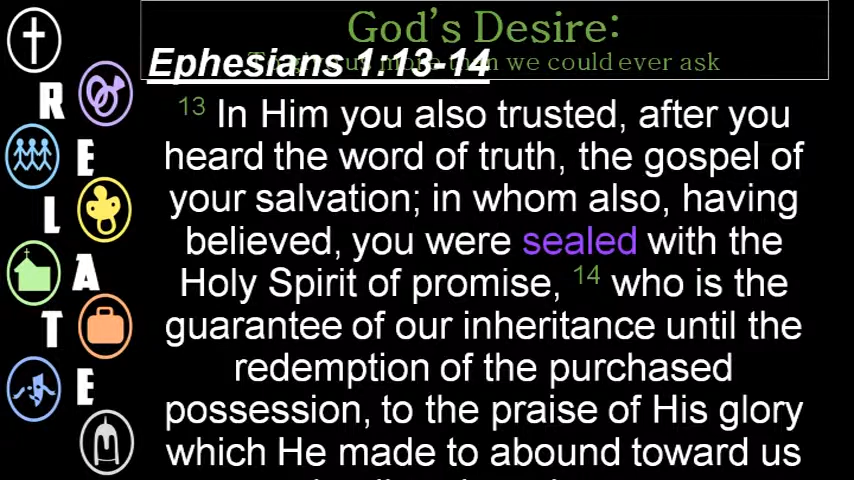 God's Desire:
Ephesians 1:13-14
we could ever ask
13 In Him you also trusted, after you
heard the word of truth, the gospel of
your salvation; in whom also, having
believed, you were sealed with the
Holy Spirit of promise, 14 who is the
guarantee of our inheritance until the
redemption of the purchased
possession, to the praise of His glory
which He made to abound toward us
R
E
L
A
T
E